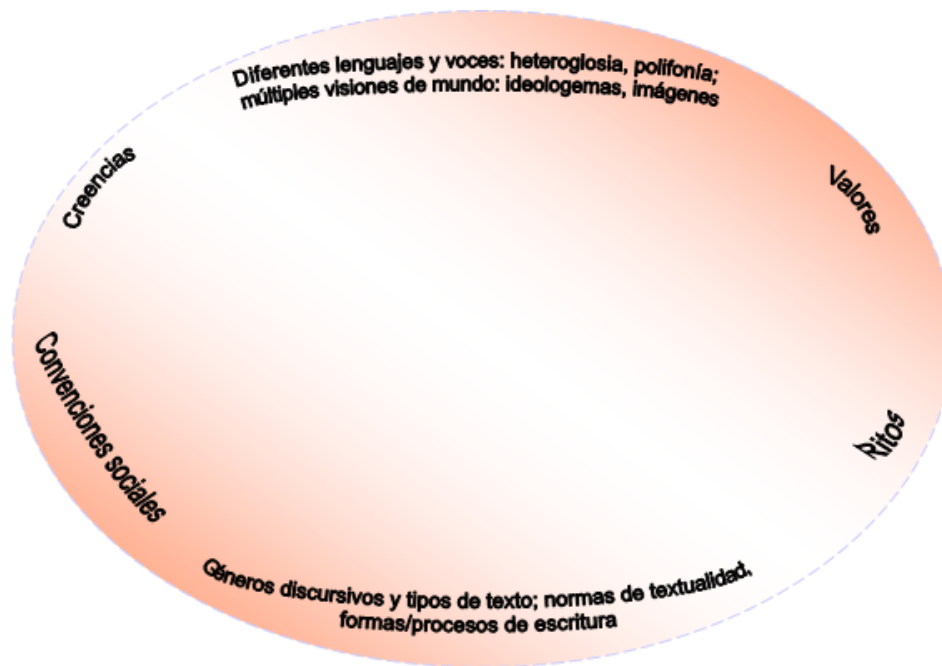 Diferentes lenguajes y voces: heteroglosia, polifonía;
múltiples visiones de mundo: ideologemas, imágenes
Creencias
Valores
Convenciones sociales
Ritos
Géneros discursivos y tipos de texto; normas de textualidad,
formas/procesos de escritura